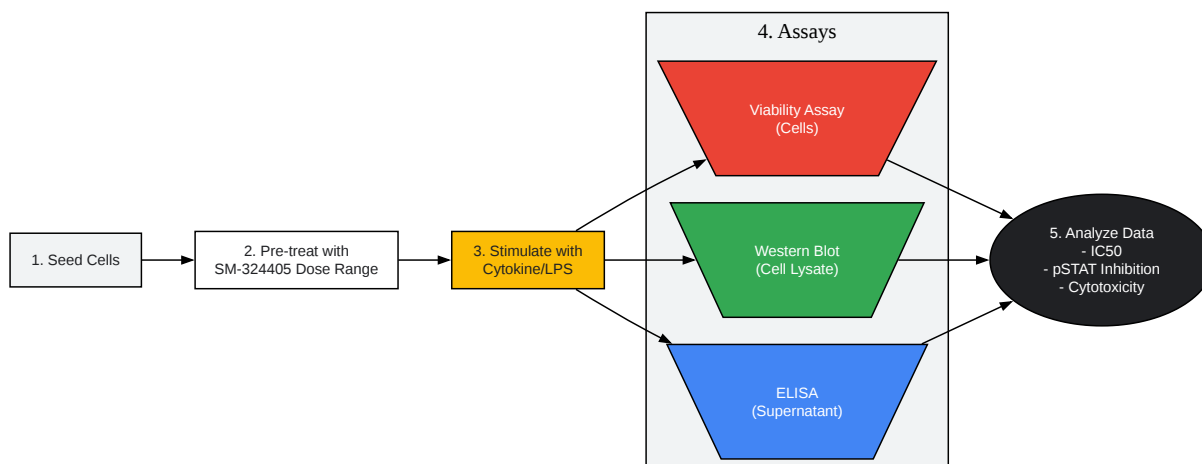 4. Assays
Viability Assay
(Cells)
1. Seed Cells
2. Pre-treat with
SM-324405 Dose Range
3. Stimulate with
Cytokine/LPS
Western Blot
(Cell Lysate)
ELISA
(Supernatant)
5. Analyze Data
- IC50
- pSTAT Inhibition
- Cytotoxicity